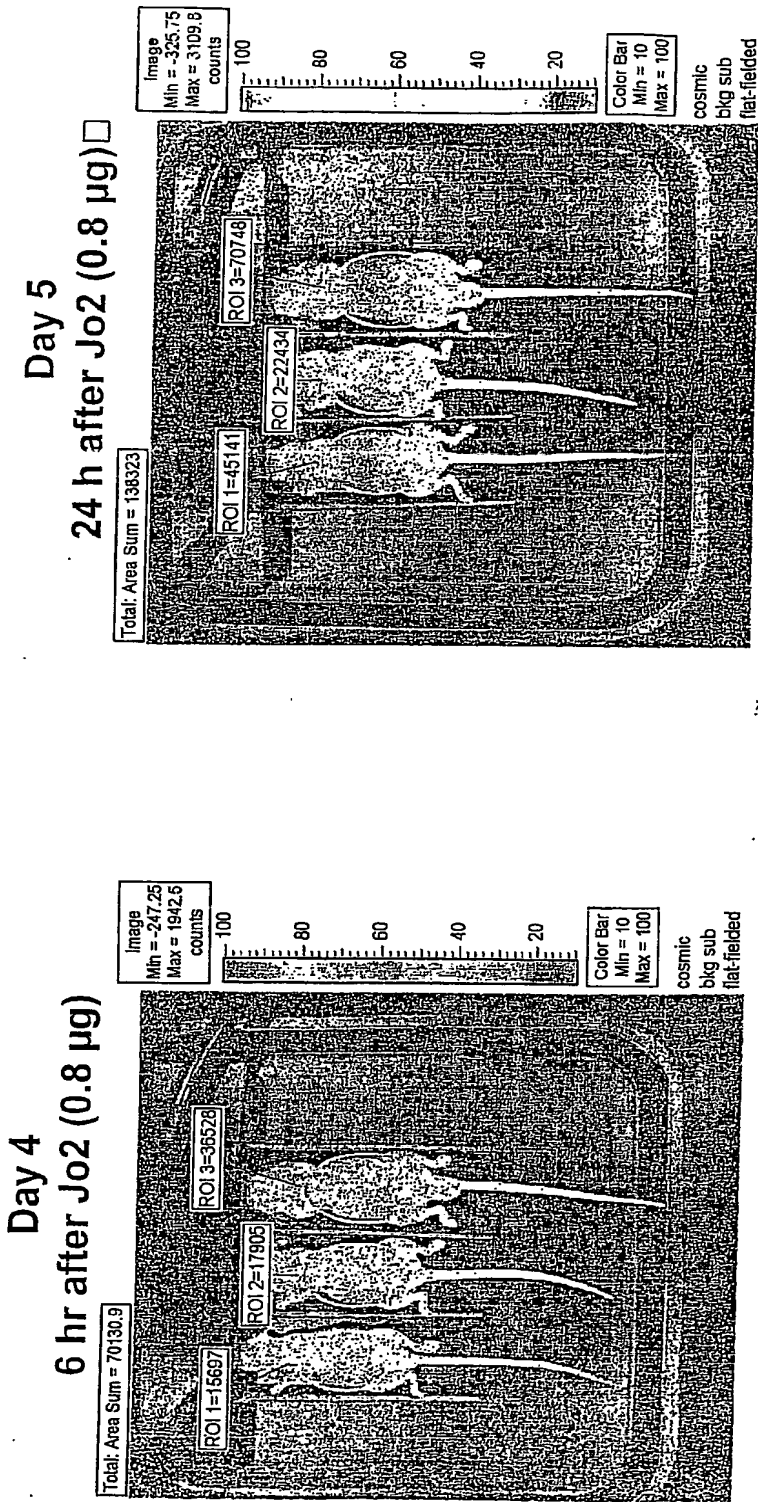 Day 4
6 hr after Jo2 (0.8 µg)
Total: Area Sum = 70130.9
ROI 1=15697
ROI 2=17905
ROI 3=36528
Image
Min = -247.25
Max = 1942.5
counts
100
80
60
40
20
Color Bar
Min = 10
Max = 100
cosmic
bkg sub
flat-fielded
Day 5
24 h after Jo2 (0.8 µg)□
Total: Area Sum = 138323
ROI 1=45141
ROI 2=22434
ROI 3=70748
Image
Min = -325.75
Max = 3109.8
counts
100
80
60
40
20
Color Bar
Min = 10
Max = 100
cosmic
bkg sub
flat-fielded